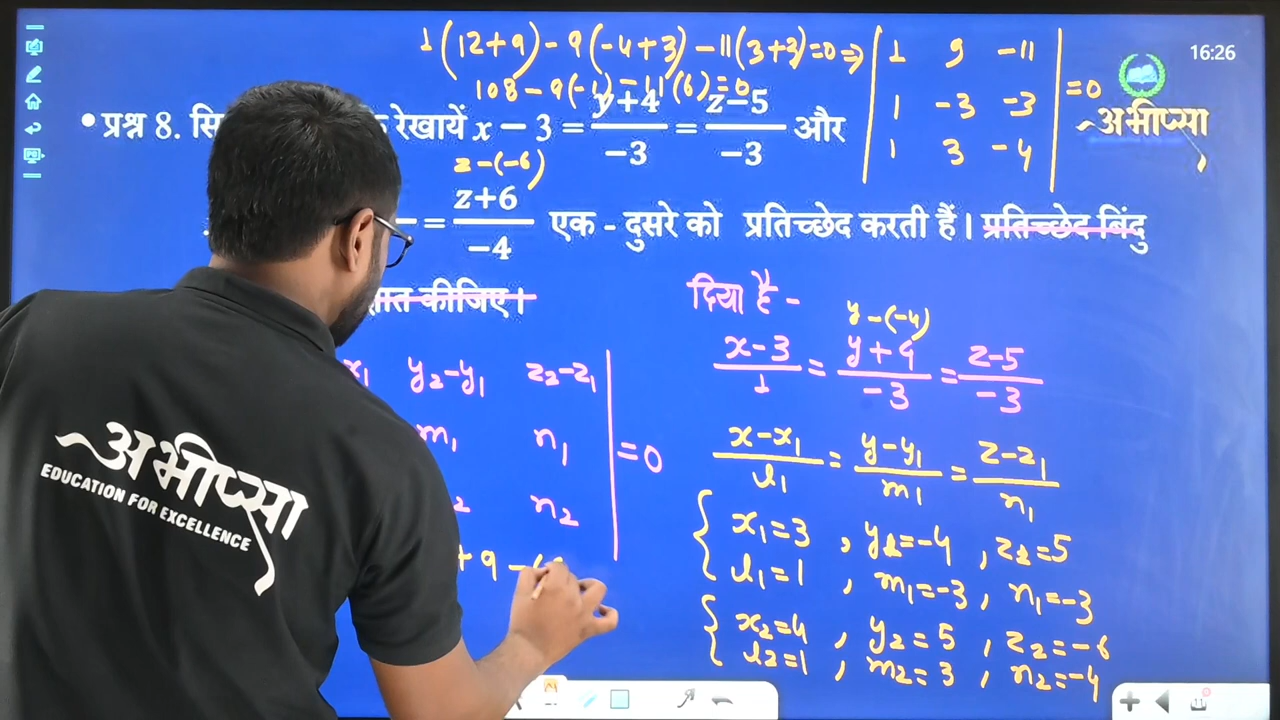 1(12+9) - 9(-4+3) - 11(3+3)=0 ⇒ | 1 9 -11 |
16:26
108 - 9(-1) - 11(6)=0
| 1 -3 -3 | =0
| 1 3 -4 |
अभीप्सा
• प्रश्न 8. रेखायें x - 3 = y+4/-3 = z-5/-3 और
z-(-6)
= z+6/-4 एक - दुसरे को प्रतिच्छेद करती हैं। प्रतिच्छेद बिंदु
ज्ञात कीजिए।
दिया है -
y-(-4)
x-3/1 = y+4/-3 = z-5/-3
x₁ y₂-y₁ z₂-z₁
m₁ n₁ =0
x-x₁/l₁ = y-y₁/m₁ = z-z₁/n₁
₂ n₂
x₁=3 , y₁=-4 , z₁=5
+ 9 -
l₁=1 , m₁=-3 , n₁=-3
x₂=4 , y₂=5 , z₂=-6
l₂=1 , m₂=3 , n₂=-4
अभीप्सा
EDUCATION FOR EXCELLENCE